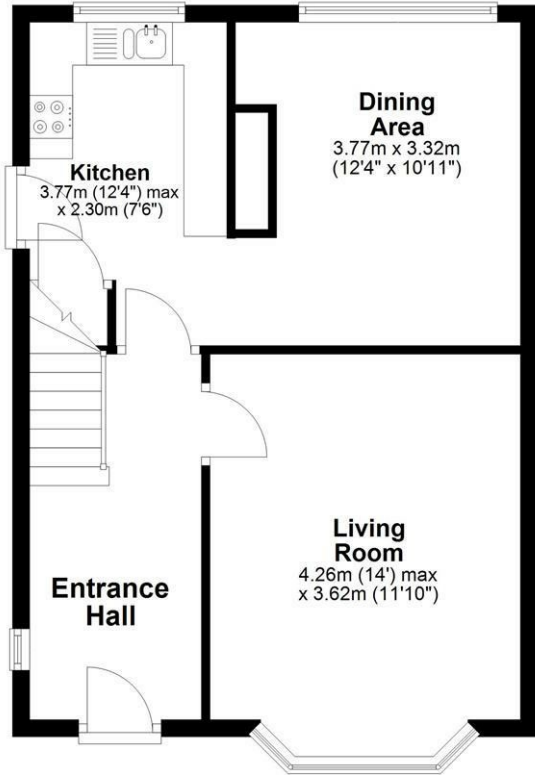 Dining
Area
3.77m x 3.32m
(12'4" x 10'11")
Kitchen
3.77m (12'4") max
x 2.30m (7'6")
Living
Room
4.26m (14') max
x 3.62m (11'10")
Entrance
Hall